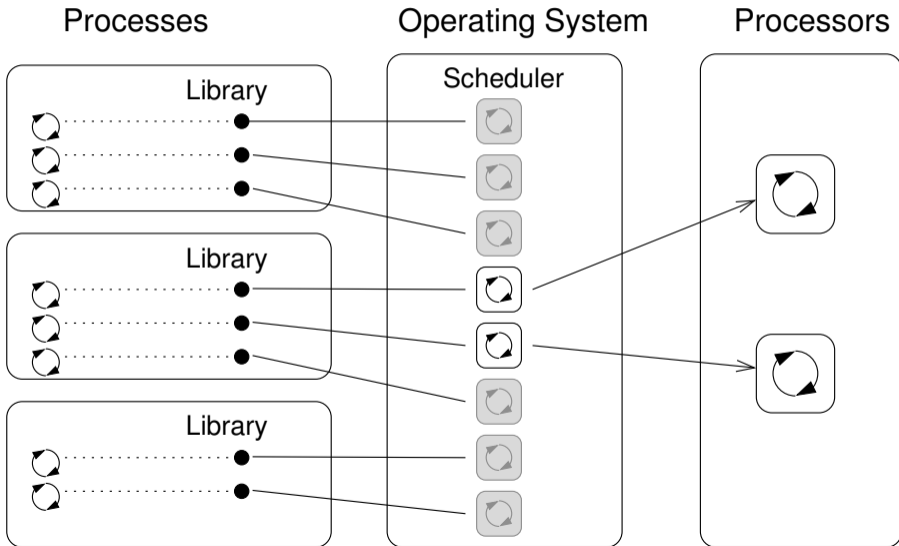 Processes
Operating System
Processors
Library
Scheduler
Library
Library